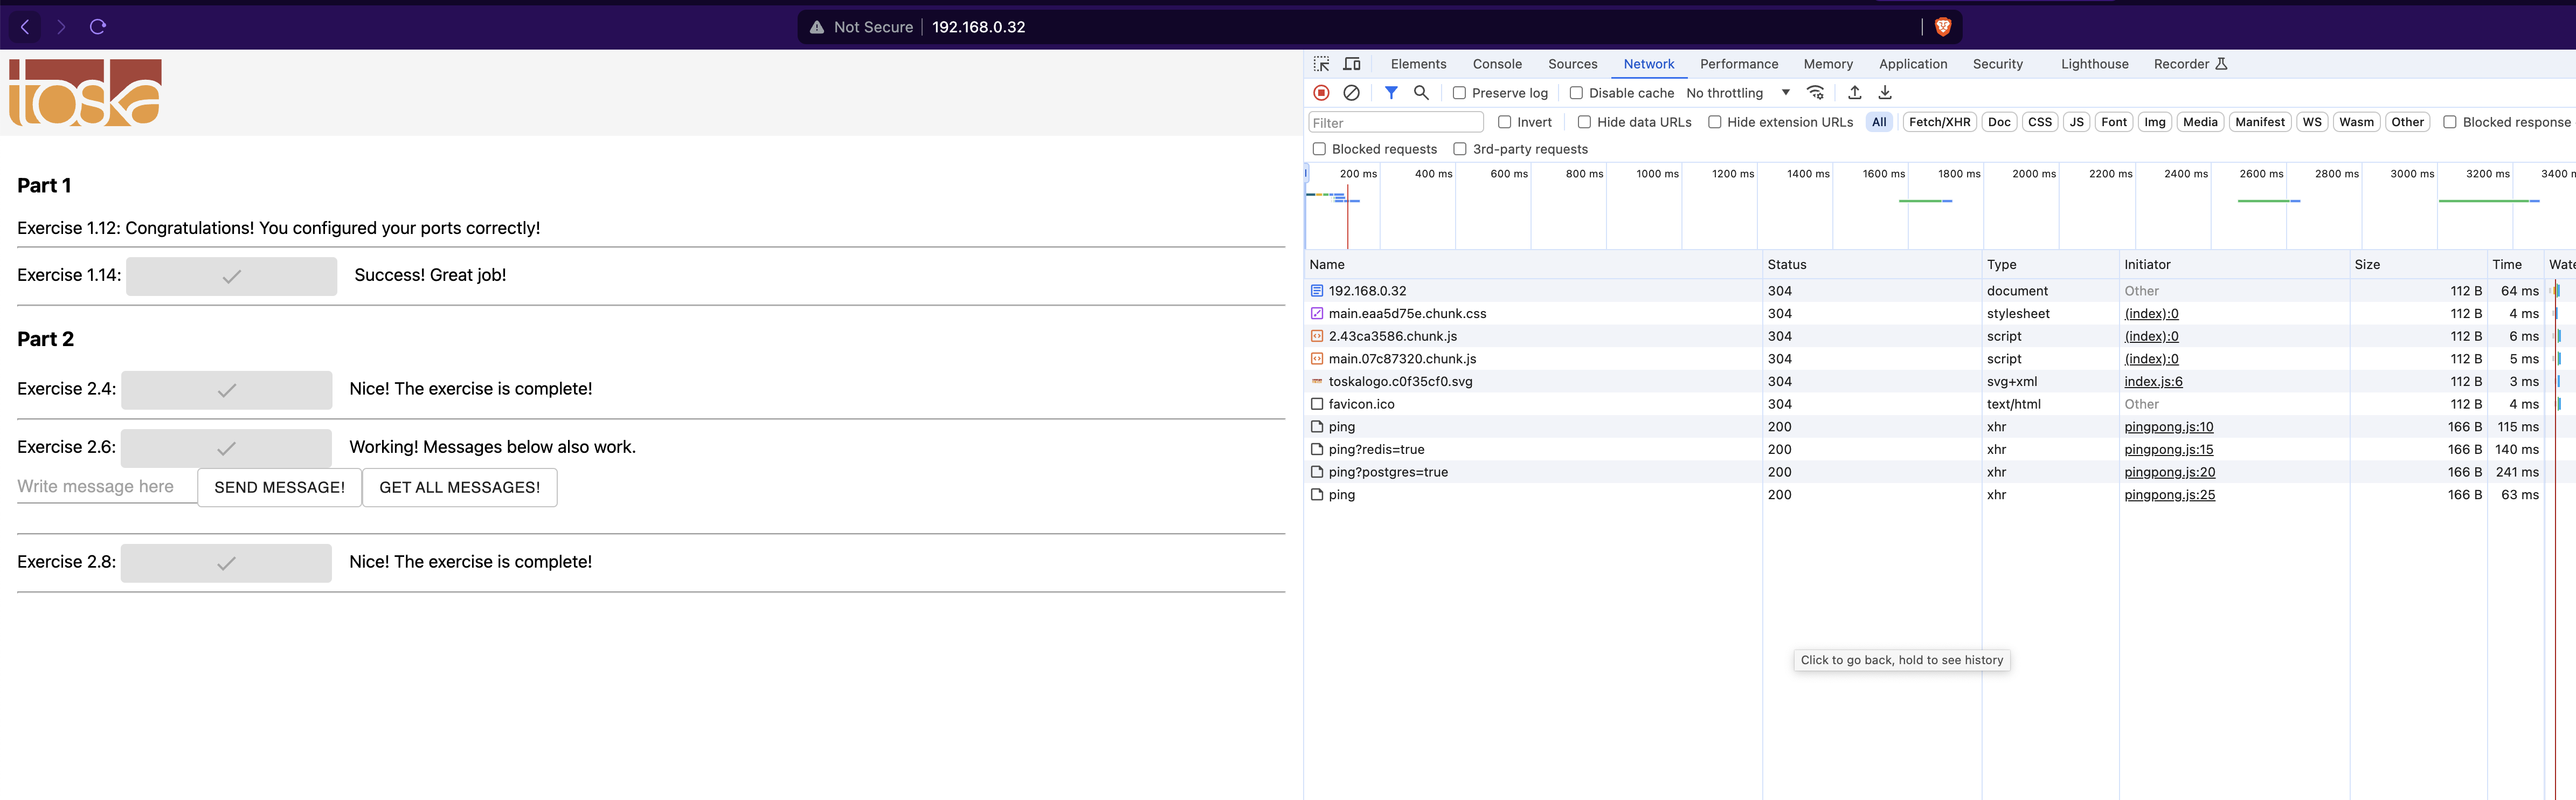 Not Secure 192.168.0.32
toska
Part 1
Exercise 1.12: Congratulations! You configured your ports correctly!
Exercise 1.14: Success! Great job!
Part 2
Exercise 2.4: Nice! The exercise is complete!
Exercise 2.6: Working! Messages below also work.
Write message here SEND MESSAGE! GET ALL MESSAGES!
Exercise 2.8: Nice! The exercise is complete!
Elements Console Sources Network Performance Memory Application Security Lighthouse Recorder
Preserve log Disable cache No throttling
Filter Invert Hide data URLs Hide extension URLs All Fetch/XHR Doc CSS JS Font Img Media Manifest WS Wasm Other Blocked response
Blocked requests 3rd-party requests
200 ms 400 ms 600 ms 800 ms 1000 ms 1200 ms 1400 ms 1600 ms 1800 ms 2000 ms 2200 ms 2400 ms 2600 ms 2800 ms 3000 ms 3200 ms 3400 m
Name Status Type Initiator Size Time Wate
192.168.0.32 304 document Other 112 B 64 ms
main.eaa5d75e.chunk.css 304 stylesheet (index):0 112 B 4 ms
2.43ca3586.chunk.js 304 script (index):0 112 B 6 ms
main.07c87320.chunk.js 304 script (index):0 112 B 5 ms
toskalogo.c0f35cf0.svg 304 svg+xml index.js:6 112 B 3 ms
favicon.ico 304 text/html Other 112 B 4 ms
ping 200 xhr pingpong.js:10 166 B 115 ms
ping?redis=true 200 xhr pingpong.js:15 166 B 140 ms
ping?postgres=true 200 xhr pingpong.js:20 166 B 241 ms
ping 200 xhr pingpong.js:25 166 B 63 ms
Click to go back, hold to see history